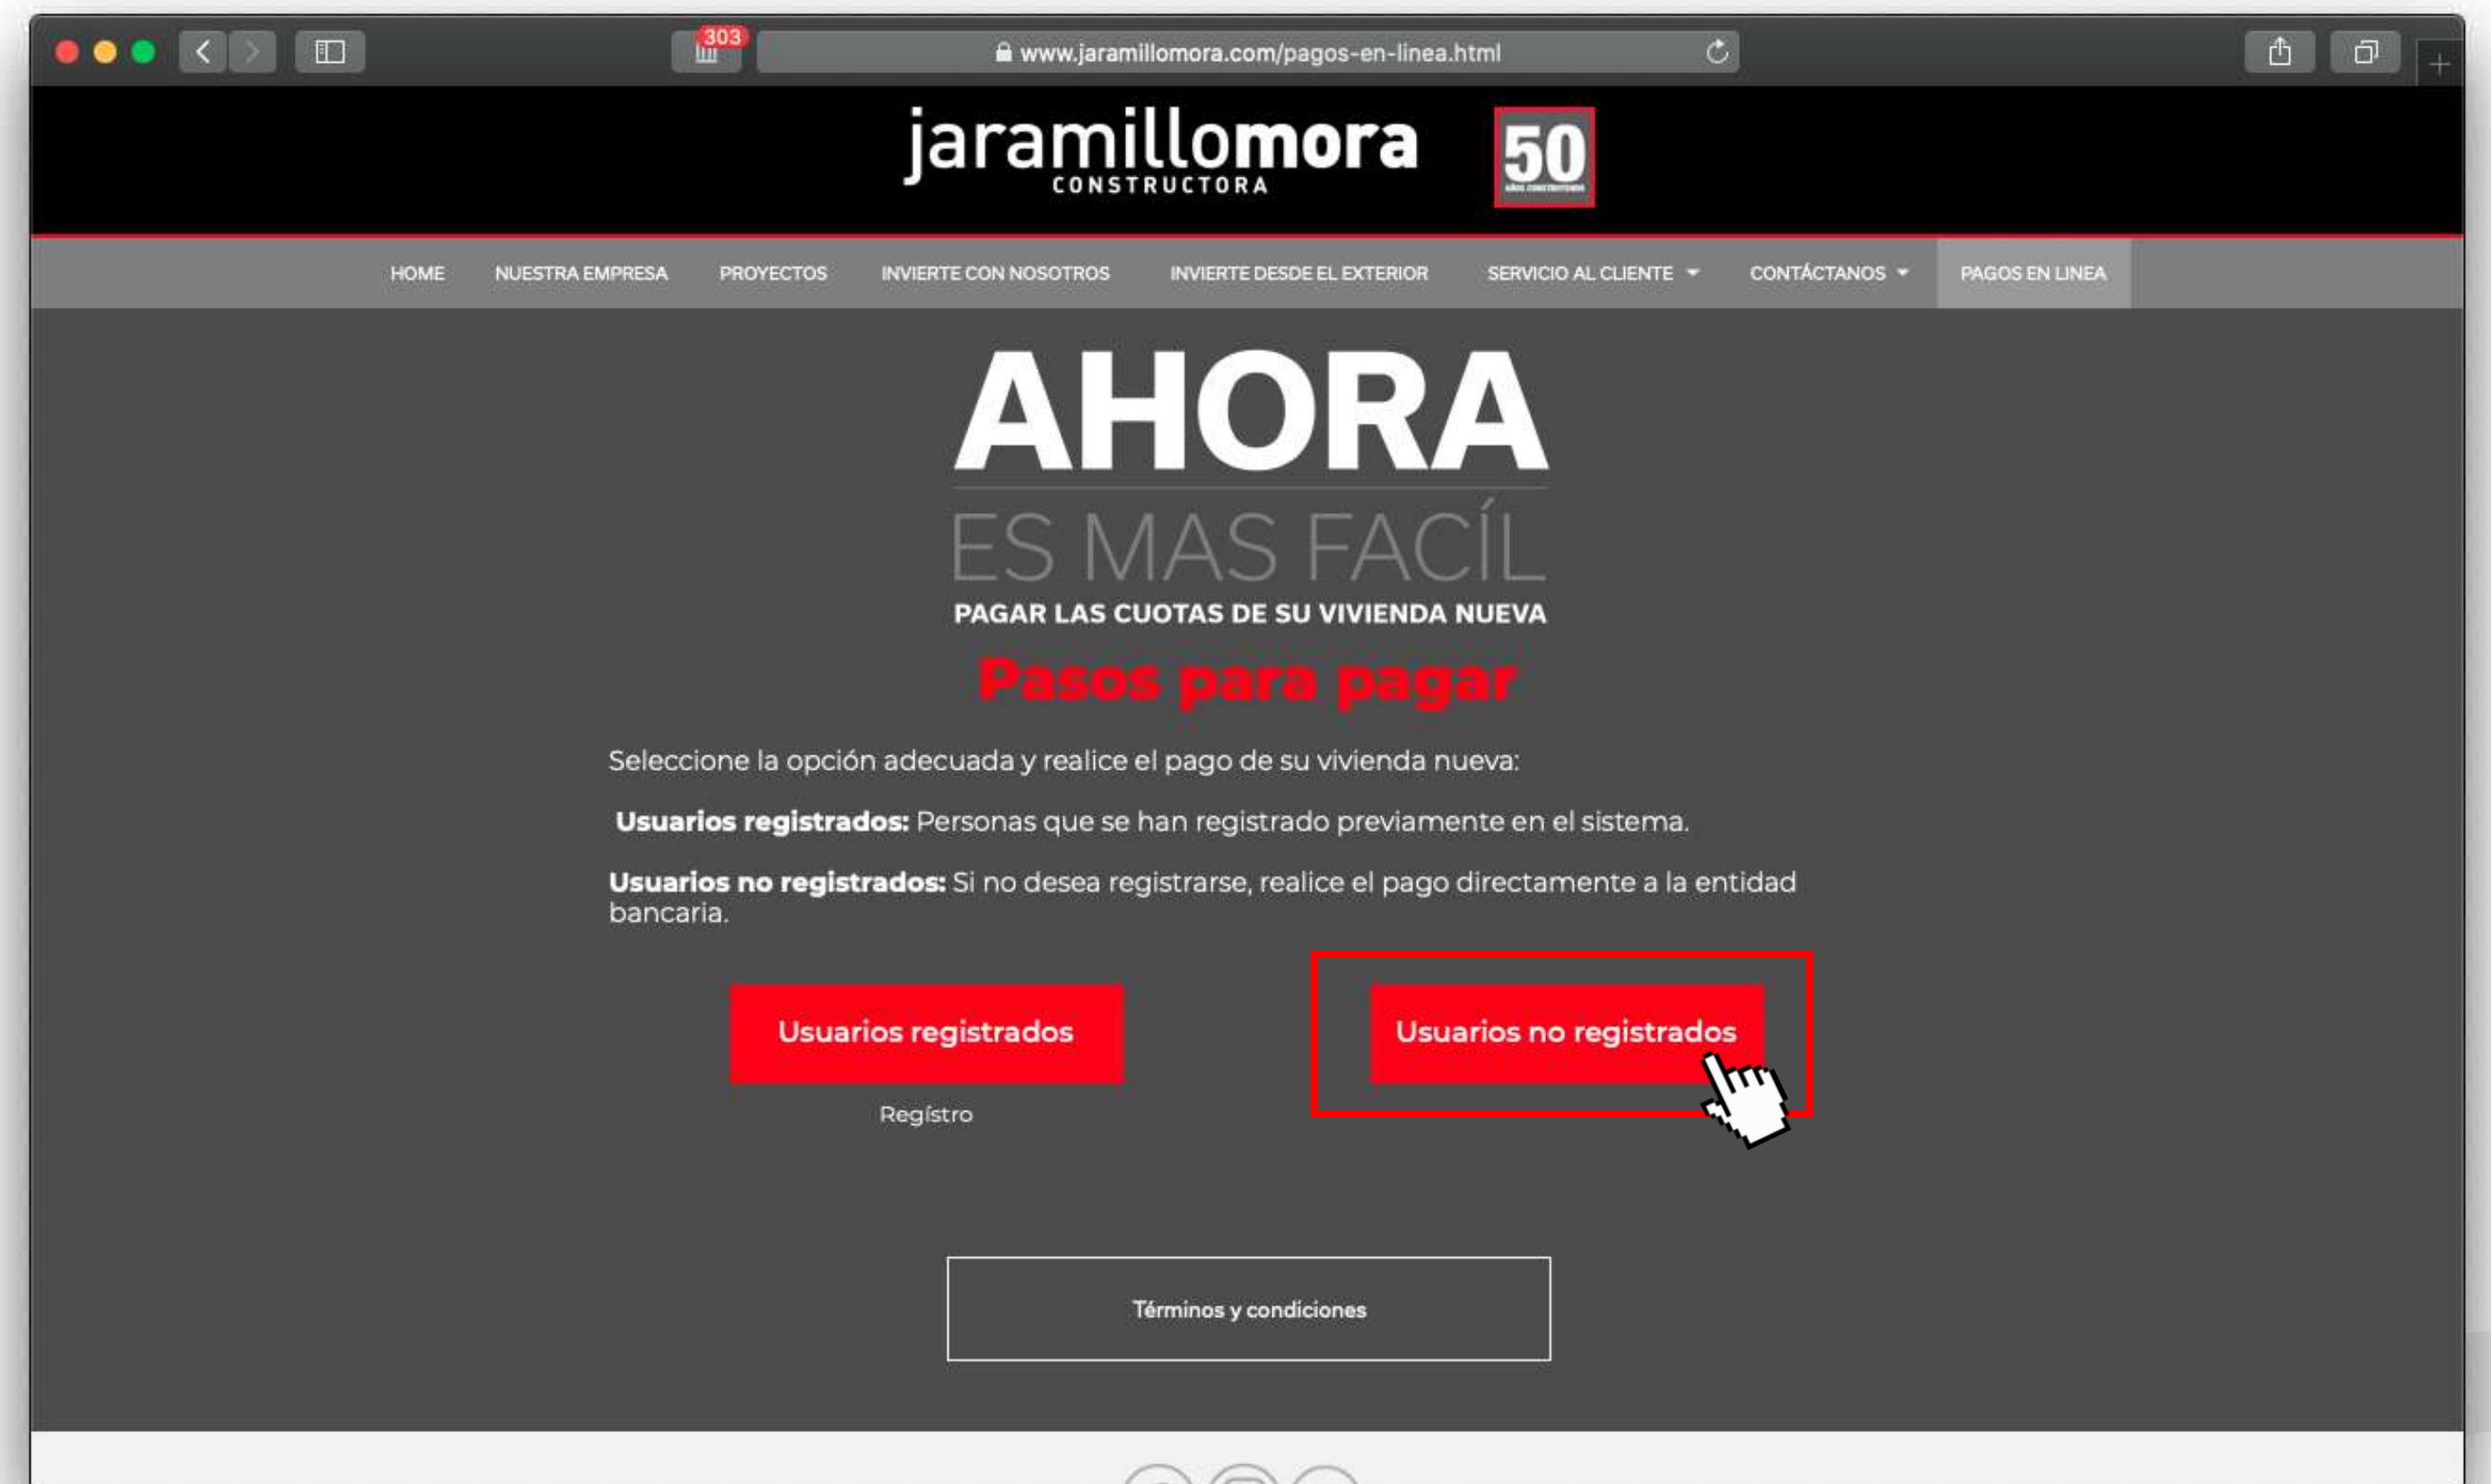 303
www.jaramillomora.com/pagos-en-linea.html
jaramillomora
CONSTRUCTORA
50
AÑOS CONSTRUYENDO
HOME NUESTRA EMPRESA PROYECTOS INVIERTE CON NOSOTROS INVIERTE DESDE EL EXTERIOR SERVICIO AL CLIENTE CONTÁCTANOS PAGOS EN LINEA
AHORA
ES MAS FACÍL
PAGAR LAS CUOTAS DE SU VIVIENDA NUEVA
Pasos para pagar
Seleccione la opción adecuada y realice el pago de su vivienda nueva:
Usuarios registrados: Personas que se han registrado previamente en el sistema.
Usuarios no registrados: Si no desea registrarse, realice el pago directamente a la entidad
bancaria.
Usuarios registrados
Usuarios no registrados
Regístro
Términos y condiciones